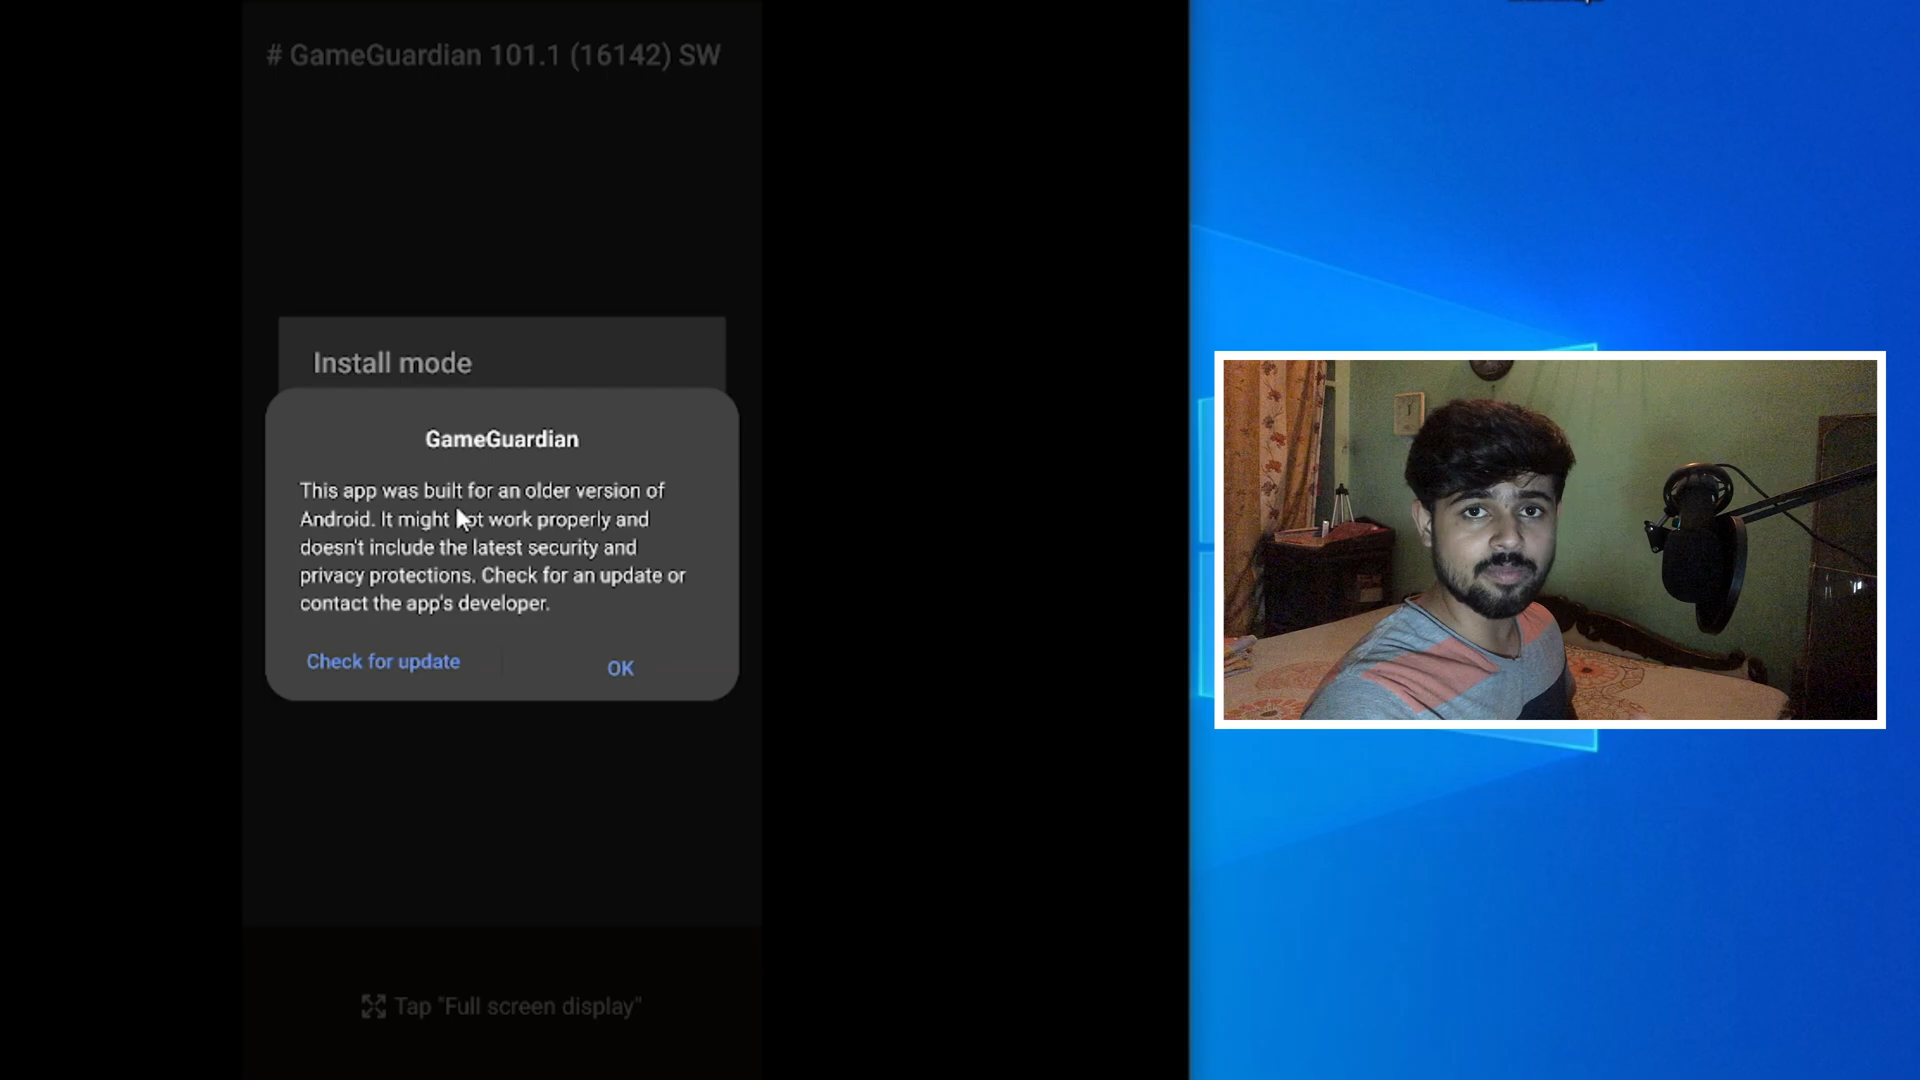 # GameGuardian 101.1 (16142) SW
Install mode
GameGuardian
This app was built for an older version of
Android. It might not work properly and
doesn't include the latest security and
privacy protections. Check for an update or
contact the app's developer.
Check for update
OK
Tap "Full screen display"